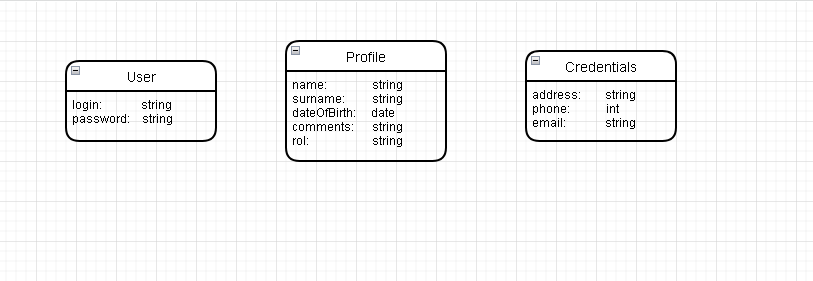 User
login: string
password: string
Profile
name: string
surname: string
dateOfBirth: date
comments: string
rol: string
Credentials
address: string
phone: int
email: string